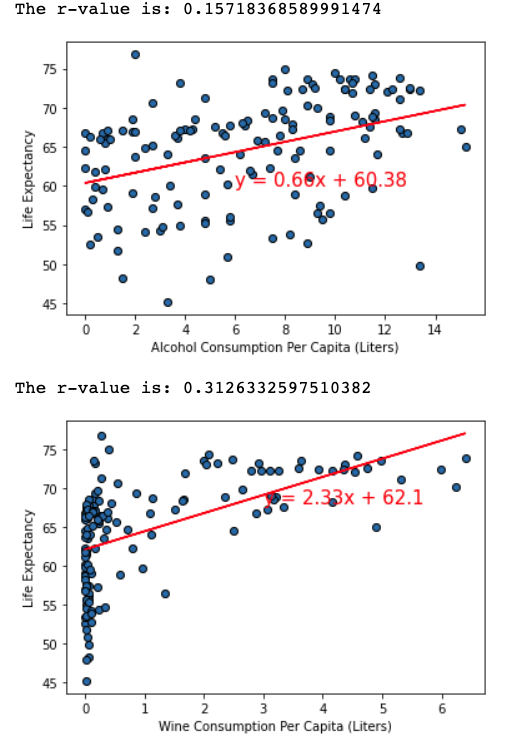 The r-value is: 0.15718368589991474
75
70
65
60
55
50
45
Life Expectancy
y = 0.66x + 60.38
0 2 4 6 8 10 12 14
Alcohol Consumption Per Capita (Liters)
The r-value is: 0.3126332597510382
75
70
65
60
55
50
45
Life Expectancy
y = 2.33x + 62.1
0 1 2 3 4 5 6
Wine Consumption Per Capita (Liters)